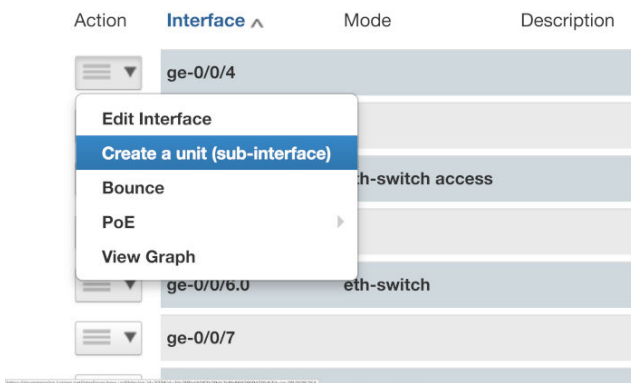 Action Interface Mode Description
ge-0/0/4
Edit Interface
Create a unit (sub-interface)
th-switch access
Bounce
PoE
View Graph
ge-0/0/6.0 eth-switch
ge-0/0/7